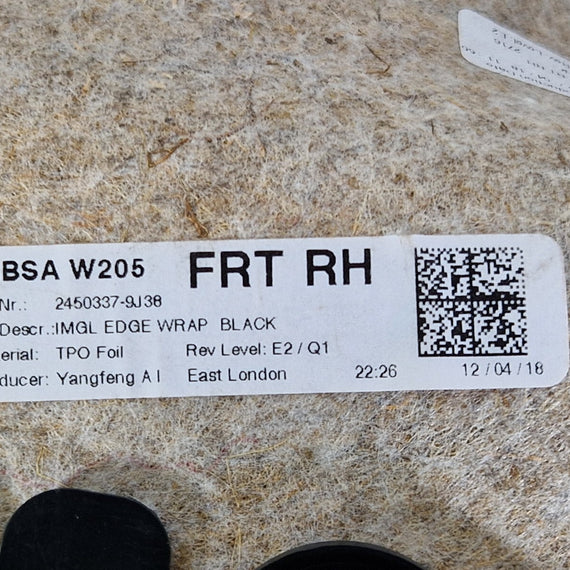 BSA W205 FRT RH
Nr.: 2450337-9J38
Descr.:IMGL EDGE WRAP BLACK
erial: TPO Foil Rev Level: E2 / Q1
ducer: Yangfeng A I East London 22:26 12 / 04 / 18